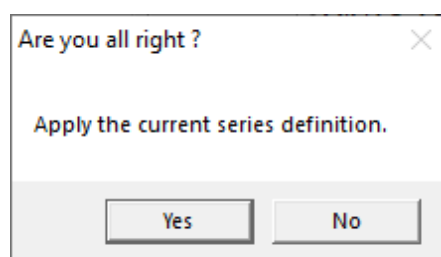 Are you all right ?
Apply the current series definition.
Yes
No